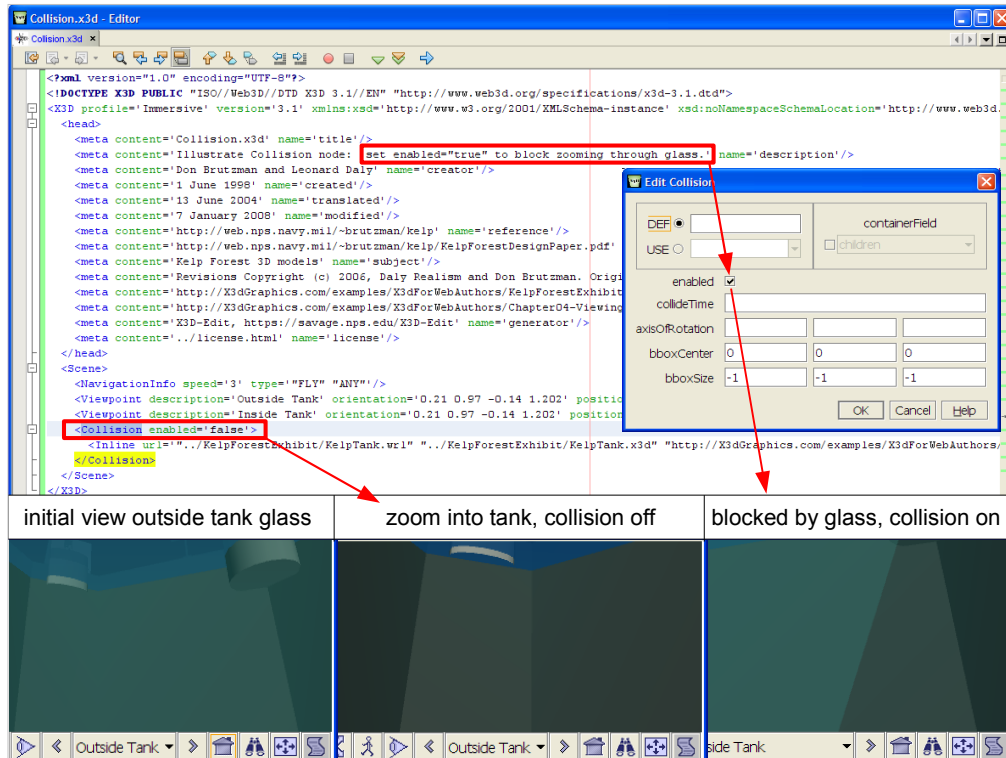 Collision.x3d - Editor
Collision.x3d
<?xml version="1.0" encoding="UTF-8"?>
<!DOCTYPE X3D PUBLIC "ISO//Web3D//DTD X3D 3.1//EN" "http://www.web3d.org/specifications/x3d-3.1.dtd">
<X3D profile='Immersive' version='3.1' xmlns:xsd='http://www.w3.org/2001/XMLSchema-instance' xsd:noNamespaceSchemaLocation='http://www.web3d.
<head>
<meta content='Collision.x3d' name='title'/>
<meta content='Illustrate Collision node: set enabled="true" to block zooming through glass.' name='description'/>
<meta content='Don Brutzman and Leonard Daly' name='creator'/>
<meta content='1 June 1998' name='created'/>
<meta content='13 June 2004' name='translated'/>
<meta content='7 January 2008' name='modified'/>
<meta content='http://web.nps.navy.mil/~brutzman/kelp' name='reference'/>
<meta content='http://web.nps.navy.mil/~brutzman/kelp/KelpForestDesignPaper.pdf'
<meta content='Kelp Forest 3D models' name='subject'/>
<meta content='Revisions Copyright (c) 2006, Daly Realism and Don Brutzman. Origi
<meta content='http://X3dGraphics.com/examples/X3dForWebAuthors/KelpForestExhibit
<meta content='http://X3dGraphics.com/examples/X3dForWebAuthors/Chapter04-Viewing
<meta content='X3D-Edit, https://savage.nps.edu/X3D-Edit' name='generator'/>
<meta content='../license.html' name='license'/>
</head>
<Scene>
<NavigationInfo speed='3' type='"FLY" "ANY"'/>
<Viewpoint description='Outside Tank' orientation='0.21 0.97 -0.14 1.202' positio
<Viewpoint description='Inside Tank' orientation='0.21 0.97 -0.14 1.202' position
<Collision enabled='false'>
<Inline url='"../KelpForestExhibit/KelpTank.wrl" "../KelpForestExhibit/KelpTank.x3d" "http://X3dGraphics.com/examples/X3dForWebAuthors/
</Collision>
</Scene>
</X3D>
Edit Collision
DEF
containerField
USE
children
enabled
collideTime
axisOfRotation
bboxCenter 0 0 0
bboxSize -1 -1 -1
OK Cancel Help
initial view outside tank glass
zoom into tank, collision off
blocked by glass, collision on
Outside Tank
Outside Tank
side Tank